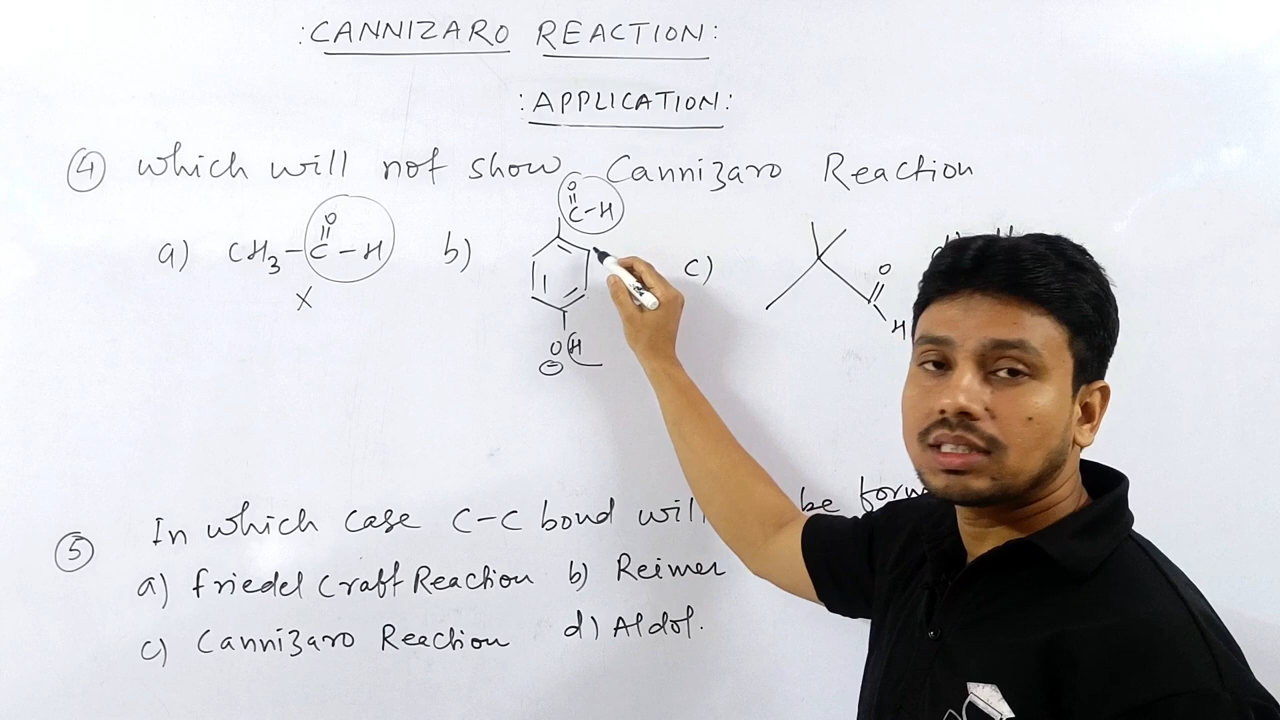 : CANNIZARO REACTION :
: APPLICATION :
④ which will not show Cannizaro Reaction
a) CH3-C-H b) C-H c) H
O O O
OH
⑤ In which case C-C bond will be
a) friedel Craft Reaction b) Reimer
c) Cannizaro Reaction d) Aldol.